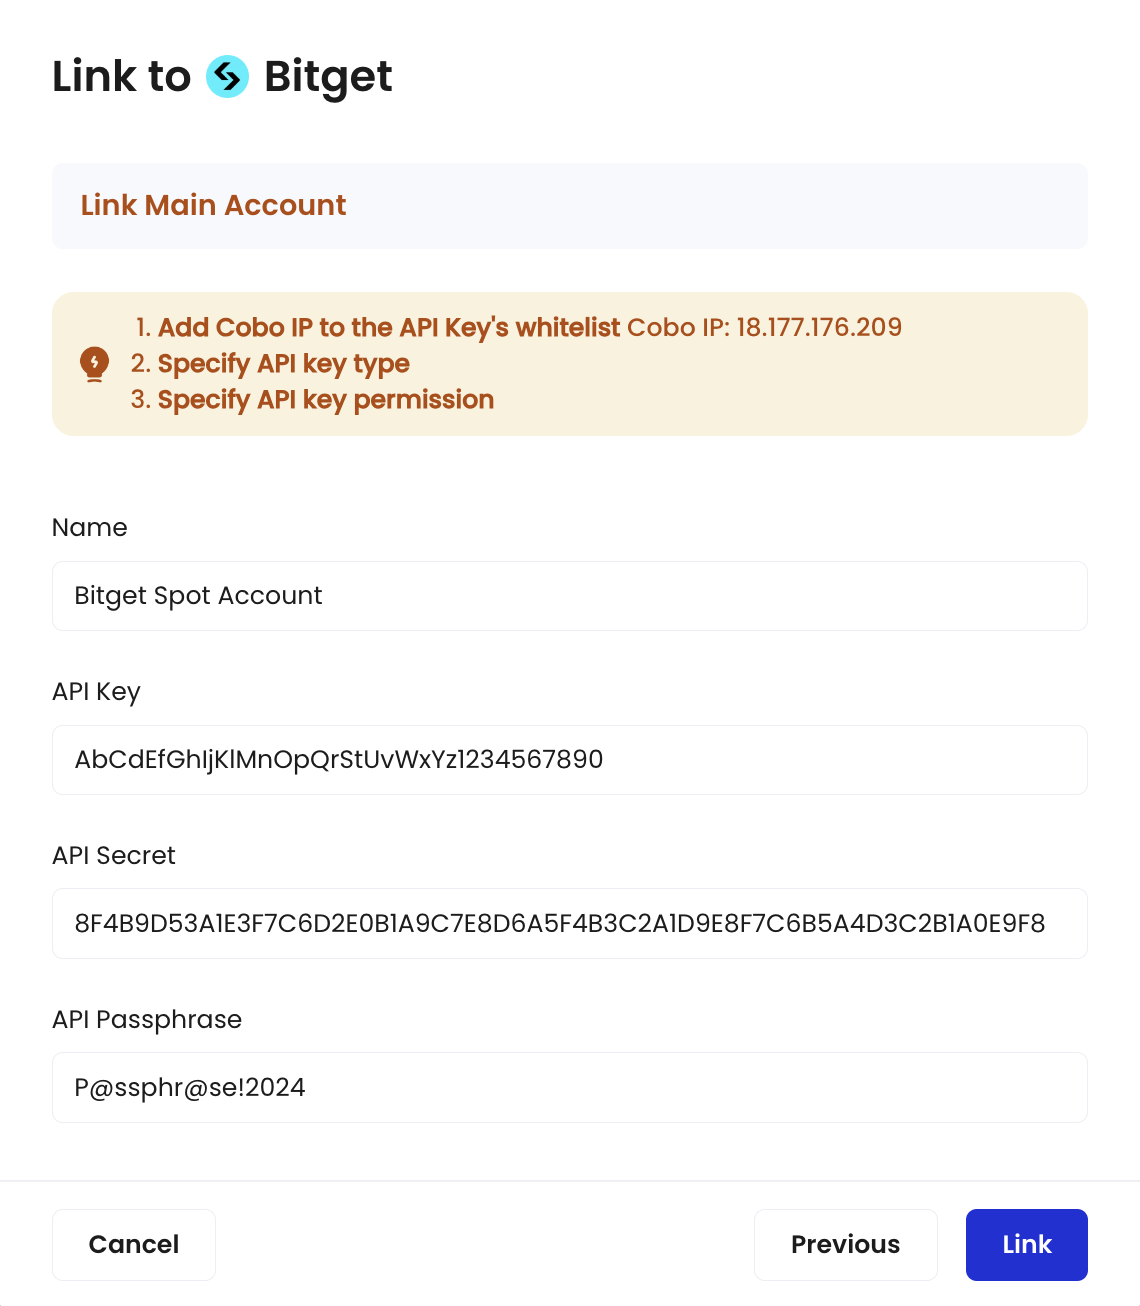 Link to Bitget
Link Main Account
1. Add Cobo IP to the API Key's whitelist Cobo IP: 18.177.176.209
2. Specify API key type
3. Specify API key permission
Name
Bitget Spot Account
API Key
AbCdEfGhIjKlMnOpQrStUvWxYz1234567890
API Secret
8F4B9D53A1E3F7C6D2E0B1A9C7E8D6A5F4B3C2A1D9E8F7C6B5A4D3C2B1A0E9F8
API Passphrase
P@ssphr@se!2024
Cancel
Previous
Link